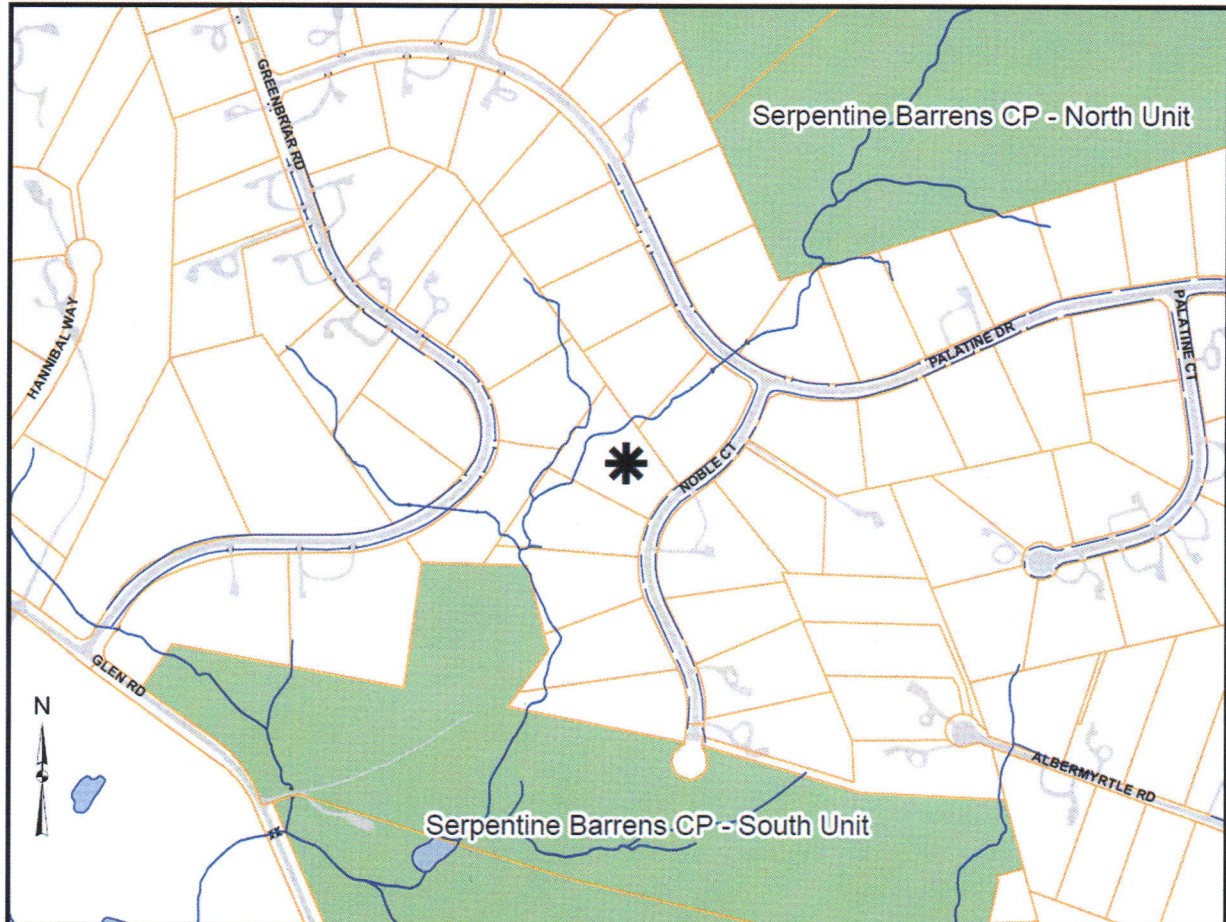 Serpentine Barrens CP - North Unit
GREENBRIAR RD
HANNIBAL WAY
PALATINE DR
PALATINE CT
NOBLE CT
GLEN RD
N
ALBERMYRTLE RD
Serpentine Barrens CP - South Unit